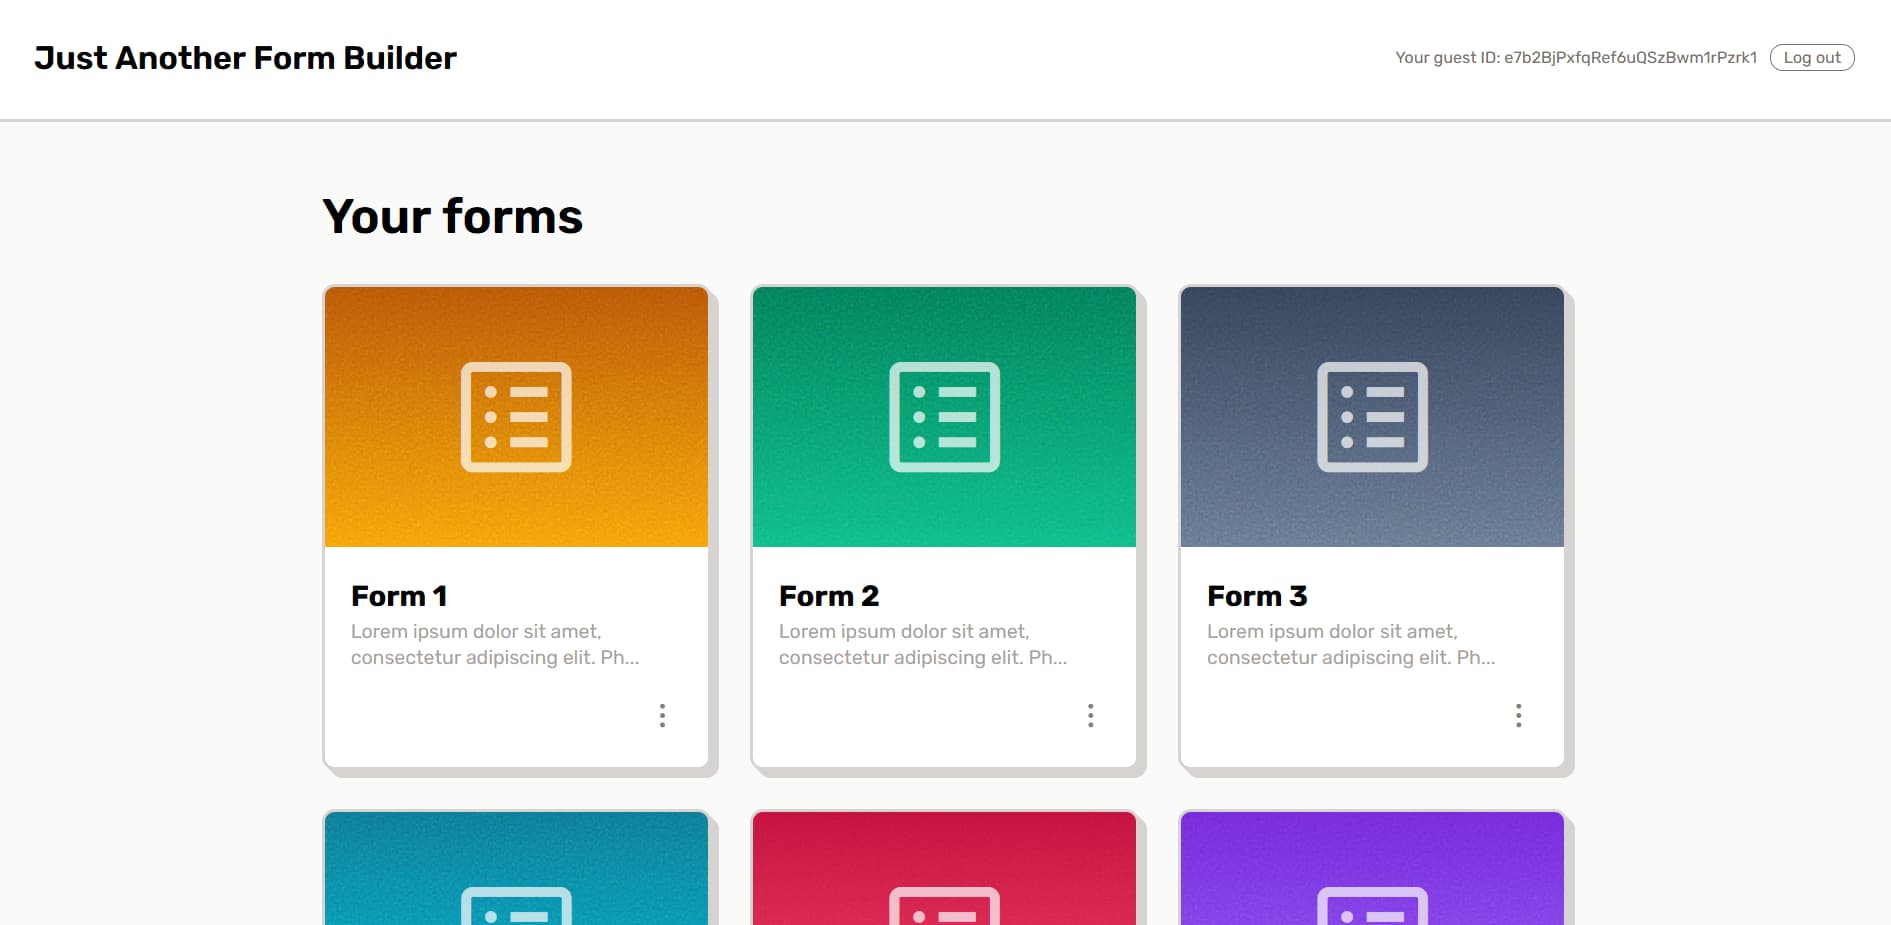 Just Another Form Builder
Your guest ID: e7b2BjPxfqRef6uQSzBwm1rPzrk1
Log out
Your forms
Form 1
Lorem ipsum dolor sit amet,
consectetur adipiscing elit. Ph...
Form 2
Lorem ipsum dolor sit amet,
consectetur adipiscing elit. Ph...
Form 3
Lorem ipsum dolor sit amet,
consectetur adipiscing elit. Ph...